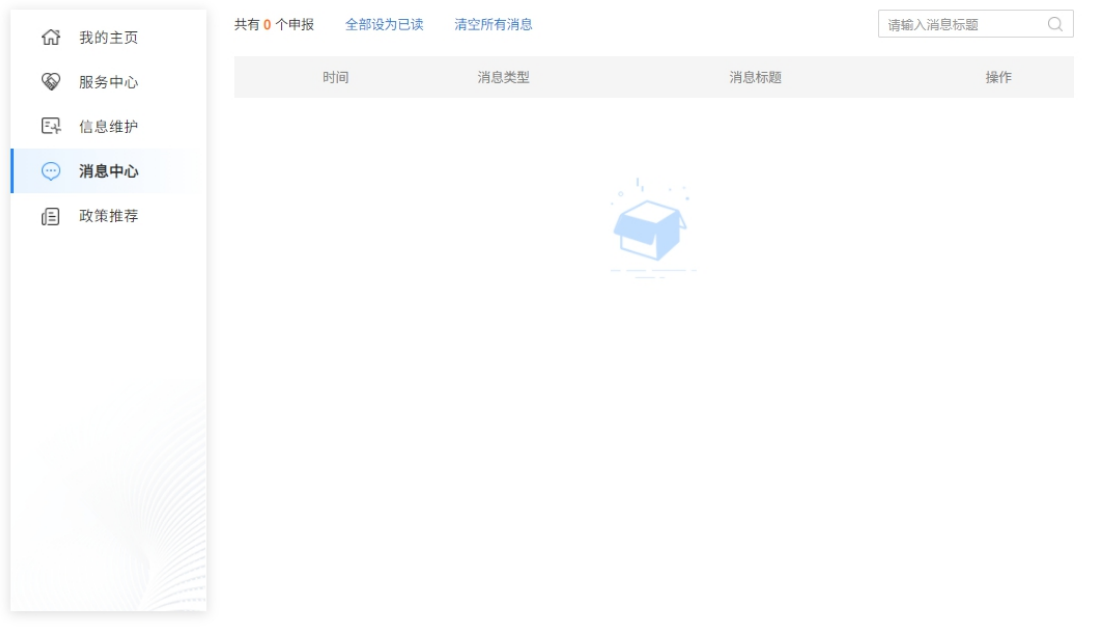 我的主页
服务中心
信息维护
消息中心
政策推荐
共有 0 个申报 全部设为已读 清空所有消息 请输入消息标题
时间 消息类型 消息标题 操作